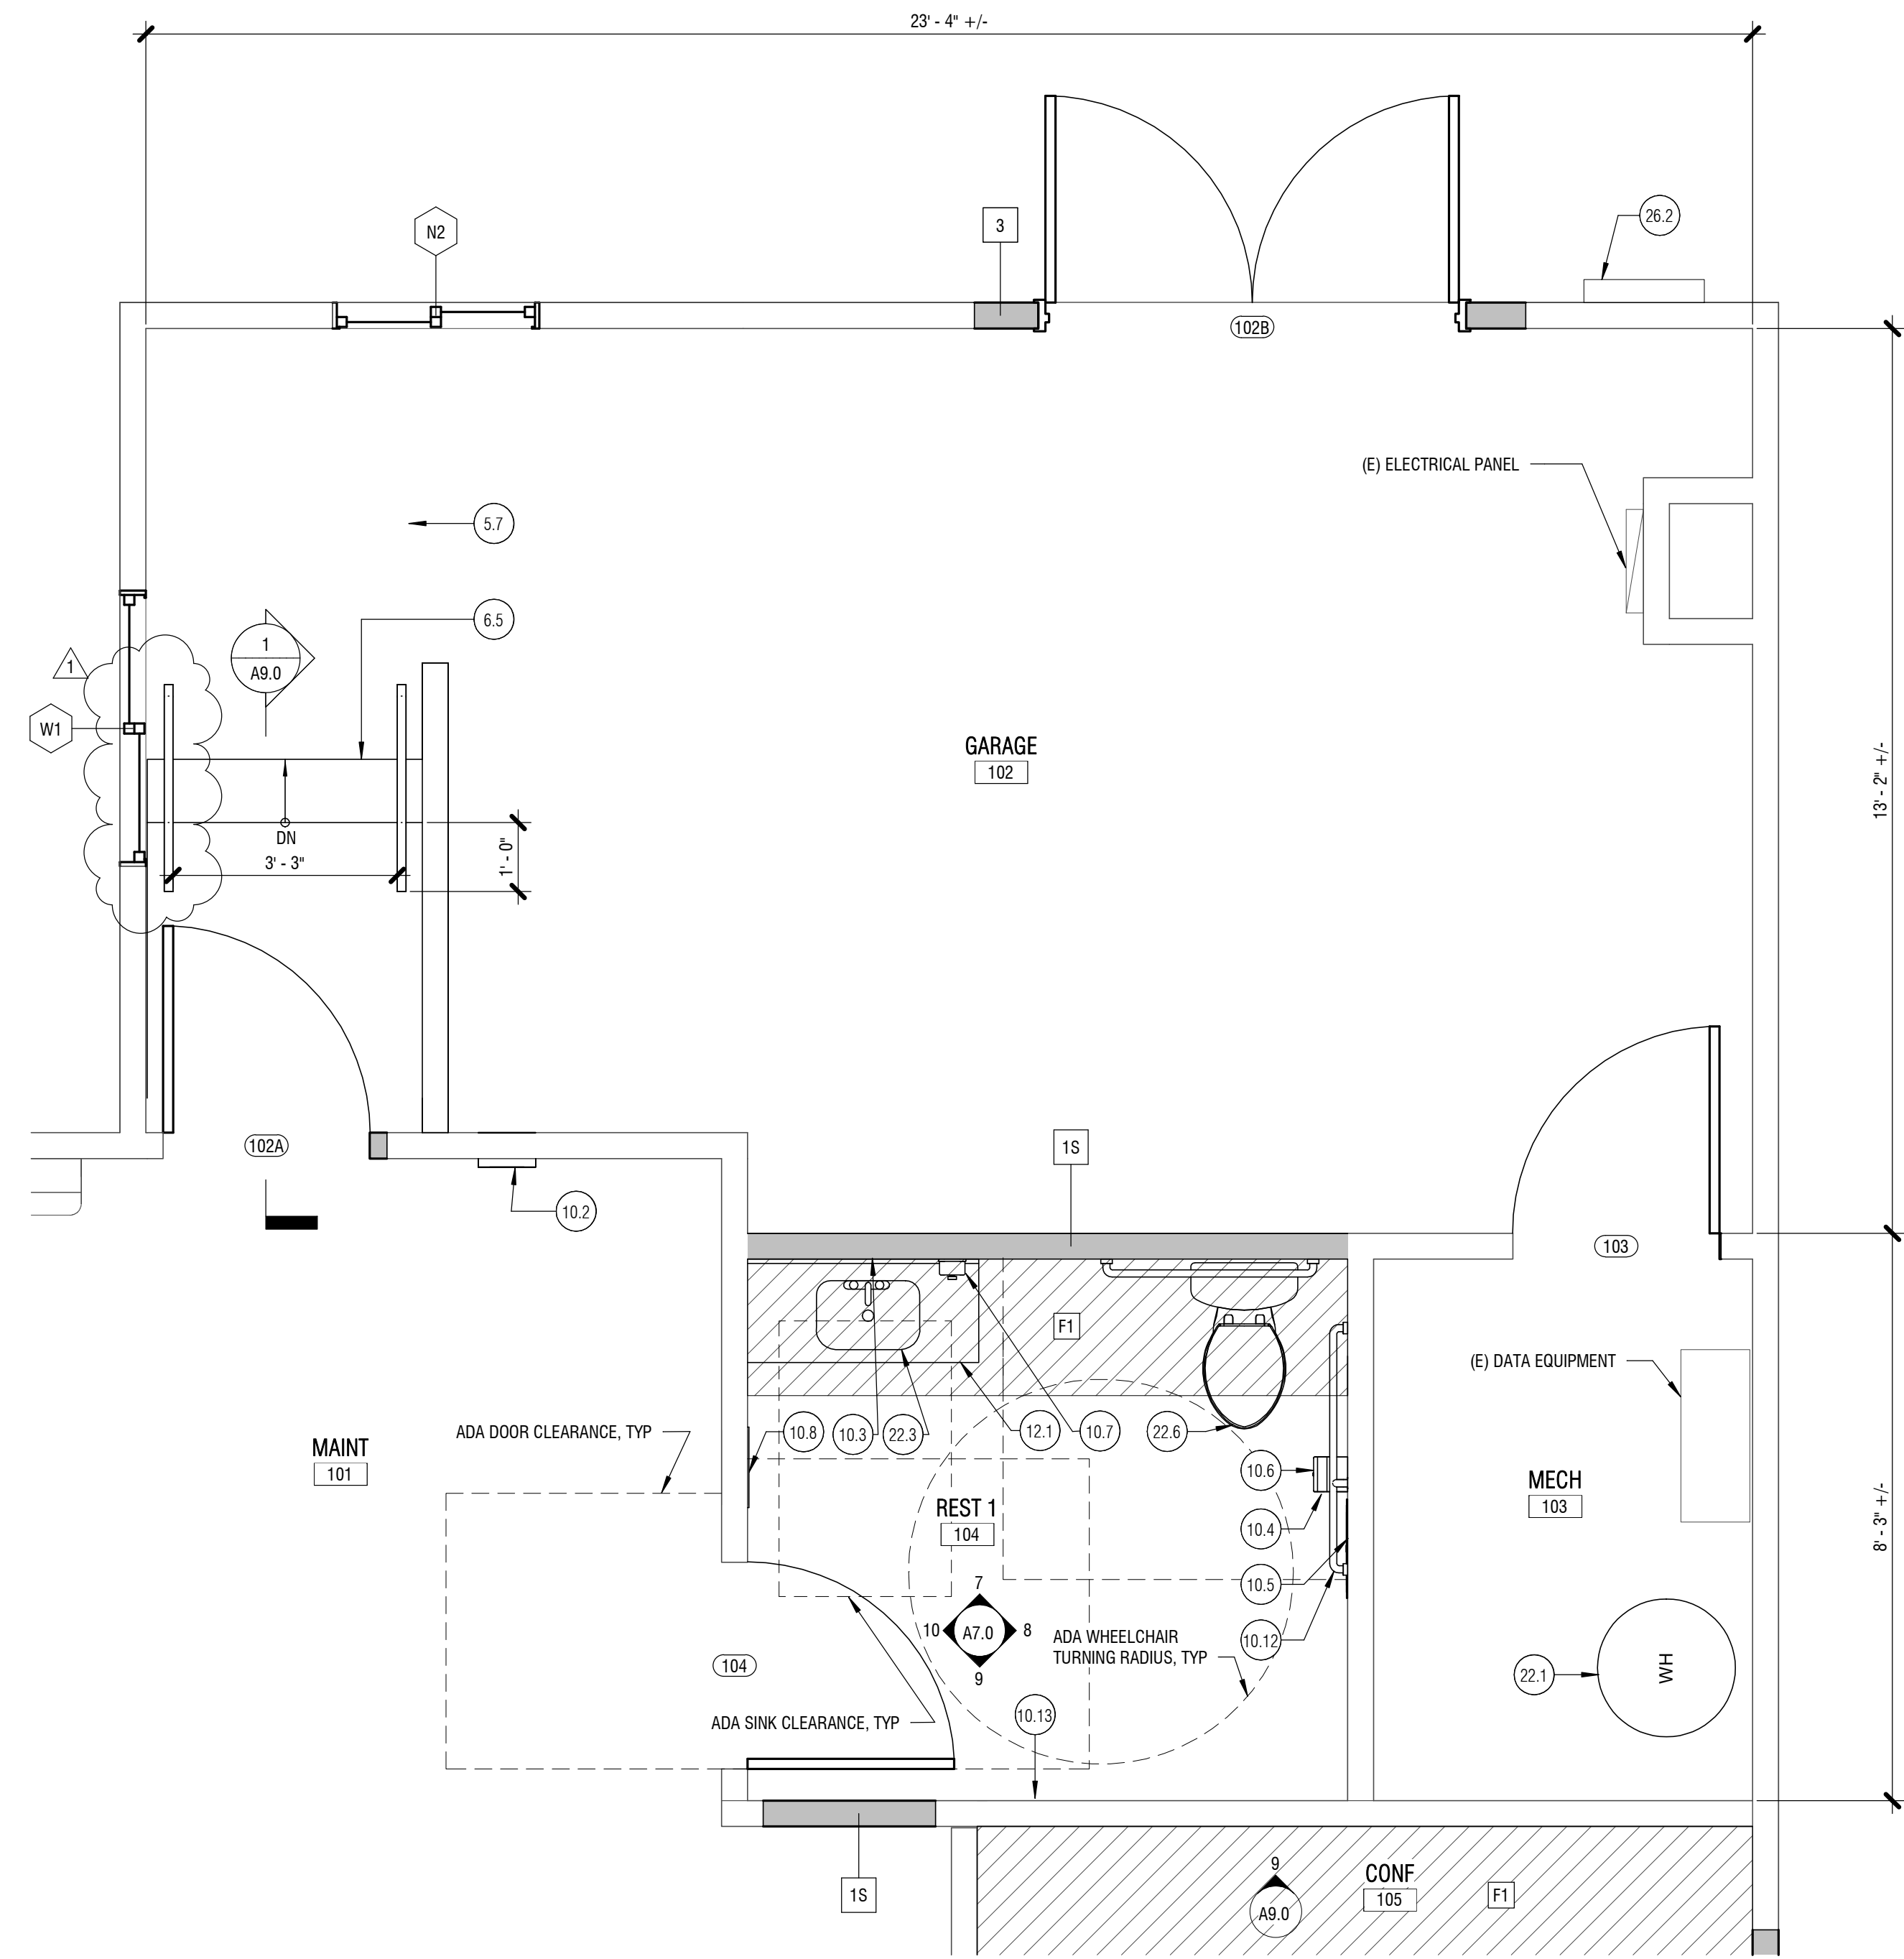 23' - 4" +/-
N2
3
26.2
102B
(E) ELECTRICAL PANEL
5.7
6.5
1
1
A9.0
W1
GARAGE
102
13' - 2" +/-
DN
3' - 3"
1' - 0"
102A
1S
10.2
103
F1
(E) DATA EQUIPMENT
MAINT
101
ADA DOOR CLEARANCE, TYP
10.8
10.3
22.3
12.1
10.7
22.6
10.6
10.4
10.5
10.12
REST 1
104
MECH
103
8' - 3" +/-
7
10
A7.0
8
9
ADA WHEELCHAIR
TURNING RADIUS, TYP
104
22.1
WH
ADA SINK CLEARANCE, TYP
10.13
1S
9
A9.0
CONF
105
F1